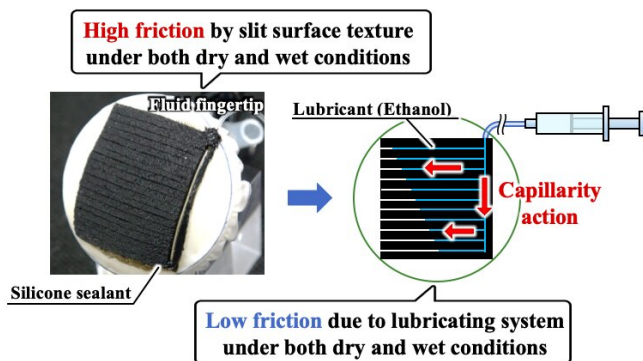 High friction by slit surface texture
under both dry and wet conditions
Fluid fingertip
Lubricant (Ethanol)
Capillarity
action
Silicone sealant
Low friction due to lubricating system
under both dry and wet conditions